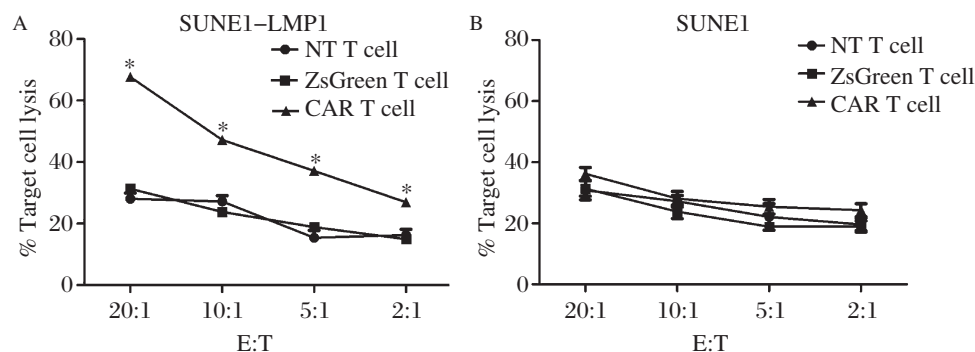 A
SUNE1–LMP1
80
60
40
20
0
% Target cell lysis
NT T cell
ZsGreen T cell
CAR T cell
*
*
*
*
20:1
10:1
5:1
2:1
E:T
B
SUNE1
80
60
40
20
0
% Target cell lysis
NT T cell
ZsGreen T cell
CAR T cell
20:1
10:1
5:1
2:1
E:T